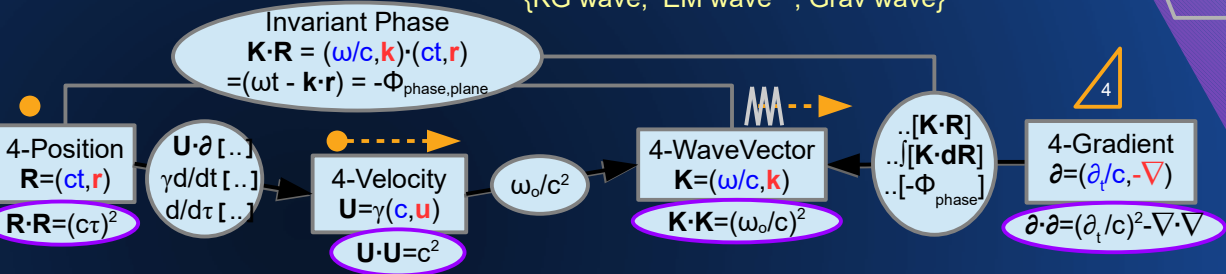 {KG wave, EM wave , Grav wave}
Invariant Phase
K·R = (ω/c,k)·(ct,r)
=(ωt - k·r) = -Φphase,plane
4
4-Position
R=(ct,r)
R·R=(cτ)²
U·∂[..]
γd/dt [..]
d/dτ [..]
4-Velocity
U=γ(c,u)
U·U=c²
ωₒ/c²
4-WaveVector
K=(ω/c,k)
K·K=(ωₒ/c)²
..[K·R]
..∫[K·dR]
..[-Φphase]
4-Gradient
∂=(∂t/c,-∇)
∂·∂=(∂t/c)²-∇·∇